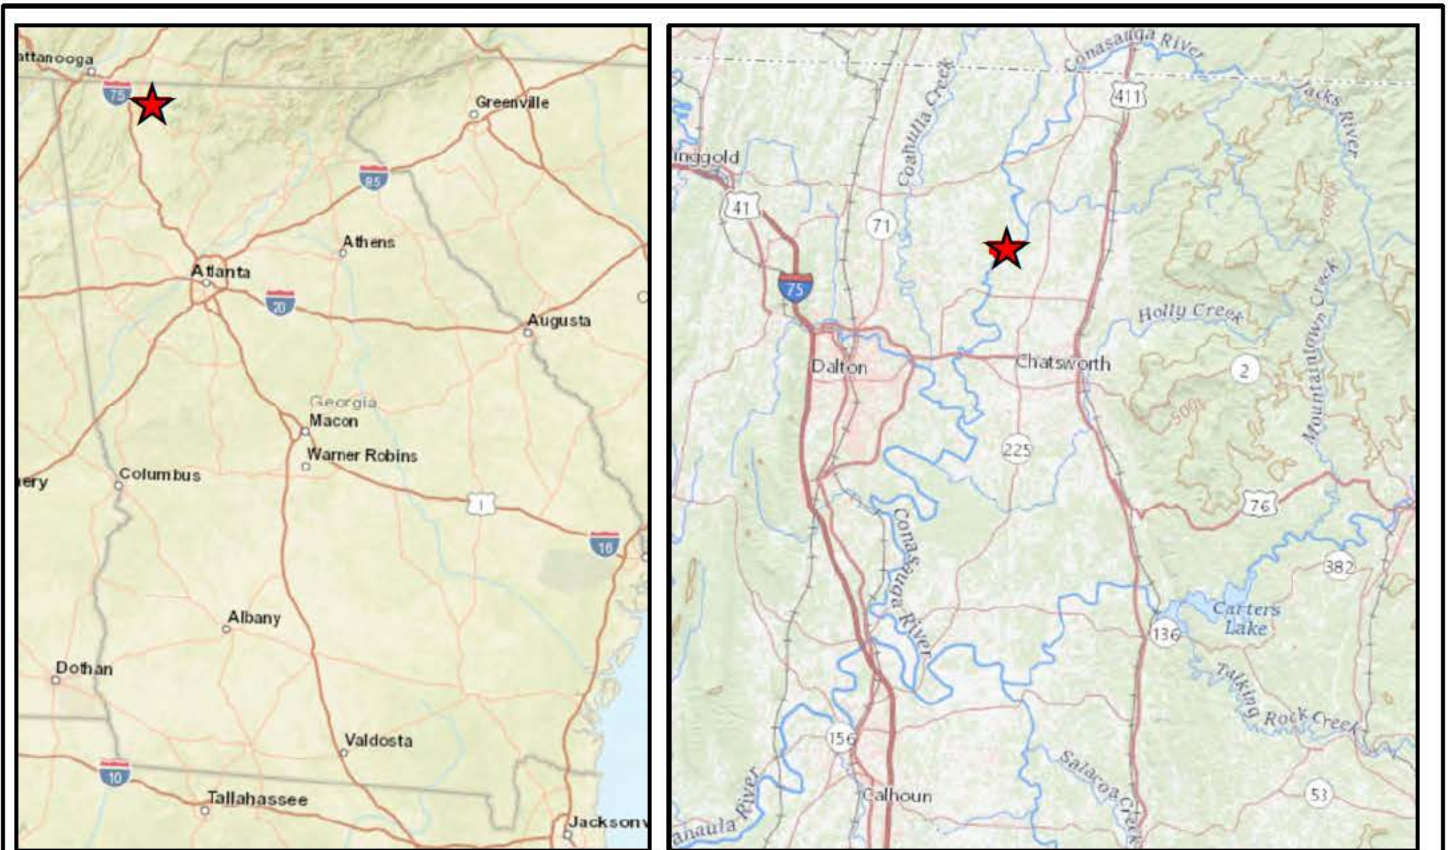 attanooga
75
Greenville
85
Athens
Atlanta
20
Augusta
Georgia
Macon
Warner Robins
Columbus
ery
1
16
Albany
Dothan
Valdosta
10
Tallahassee
Jacksonv
Conasauga River
411
Jacks River
Coahulla Creek
inggold
41
71
1000ft
75
Holly Creek
Mountaintown Creek
Dalton
Chatsworth
2
500ft
225
76
Conasauga River
382
Carters
Lake
136
Talking Rock Creek
156
Salacoa Creek
Calhoun
53
anaula River